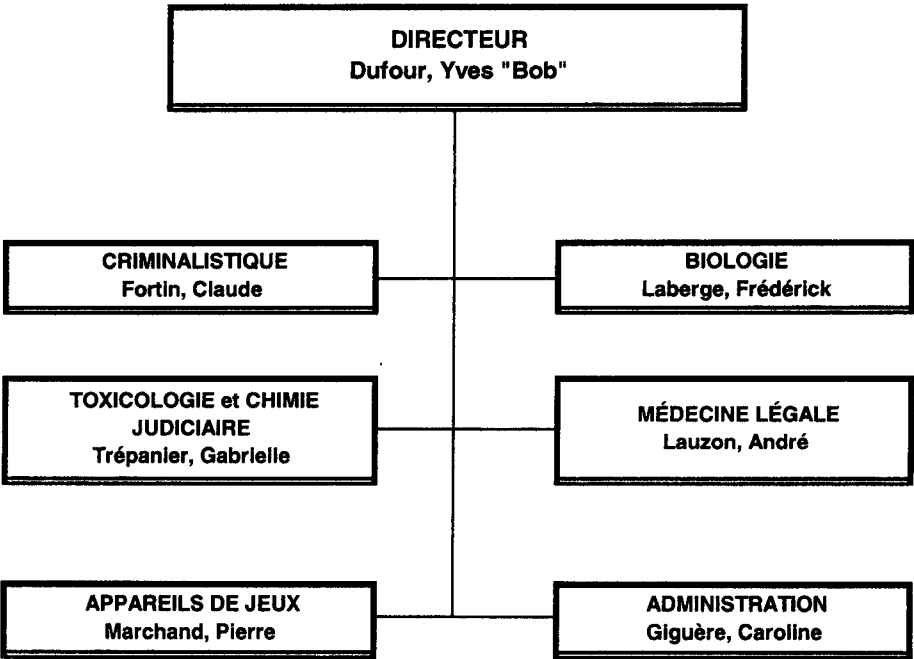 DIRECTEUR
Dufour, Yves "Bob"
CRIMINALISTIQUE
Fortin, Claude
BIOLOGIE
Laberge, Frédérick
TOXICOLOGIE et CHIMIE
JUDICIAIRE
Trépanier, Gabrielle
MÉDECINE LÉGALE
Lauzon, André
APPAREILS DE JEUX
Marchand, Pierre
ADMINISTRATION
Giguère, Caroline